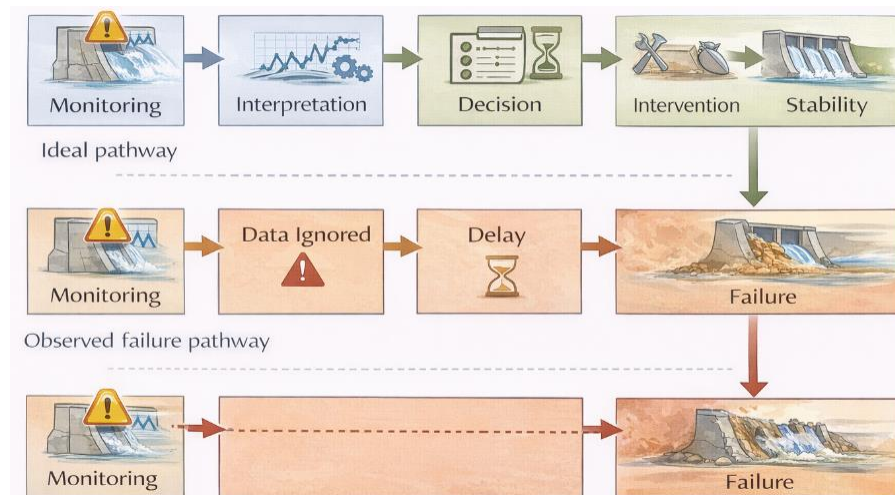 Monitoring
Interpretation
Decision
Intervention
Stability
Ideal pathway
Monitoring
Data Ignored
Delay
Failure
Observed failure pathway
Monitoring
Failure